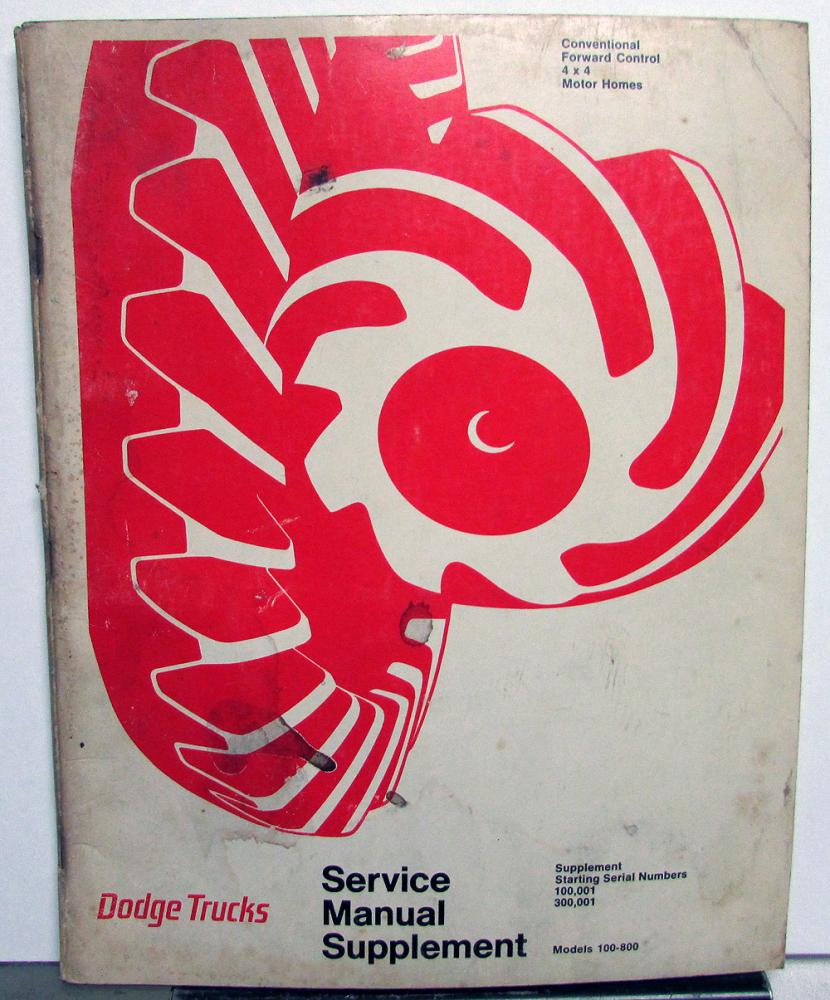 Conventional
Forward Control
4 x 4
Motor Homes
Dodge Trucks
Service
Manual
Supplement
Supplement
Starting Serial Numbers
100,001
300,001
Models 100-800